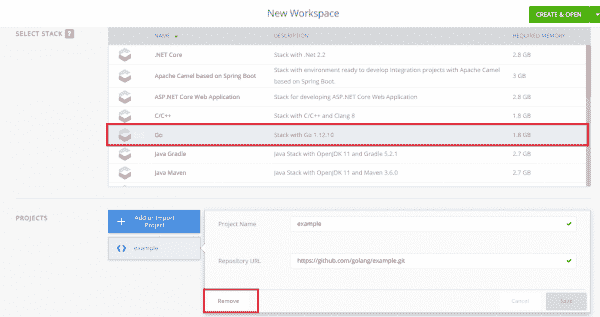 New Workspace
CREATE & OPEN
SELECT STACK ?
NAME DESCRIPTION REQUIRED MEMORY
.NET Core Stack with .Net 2.2 2.8 GB
Apache Camel based on Spring Boot Stack with environment ready to develop integration projects with Apache Camel based on Spring Boot. 3 GB
ASP.NET Core Web Application Stack for developing ASP.NET Core Web Application 2.8 GB
C/C++ Stack with C/C++ and Clang 8 1.8 GB
Go Stack with Go 1.12.10 1.8 GB
Java Gradle Java Stack with OpenJDK 11 and Gradle 5.2.1 2.7 GB
Java Maven Java Stack with OpenJDK 11 and Maven 3.6.0 2.7 GB
PROJECTS
Add or Import
Project
example
Project Name example
Repository URL https://github.com/golang/example.git
Remove Cancel Save